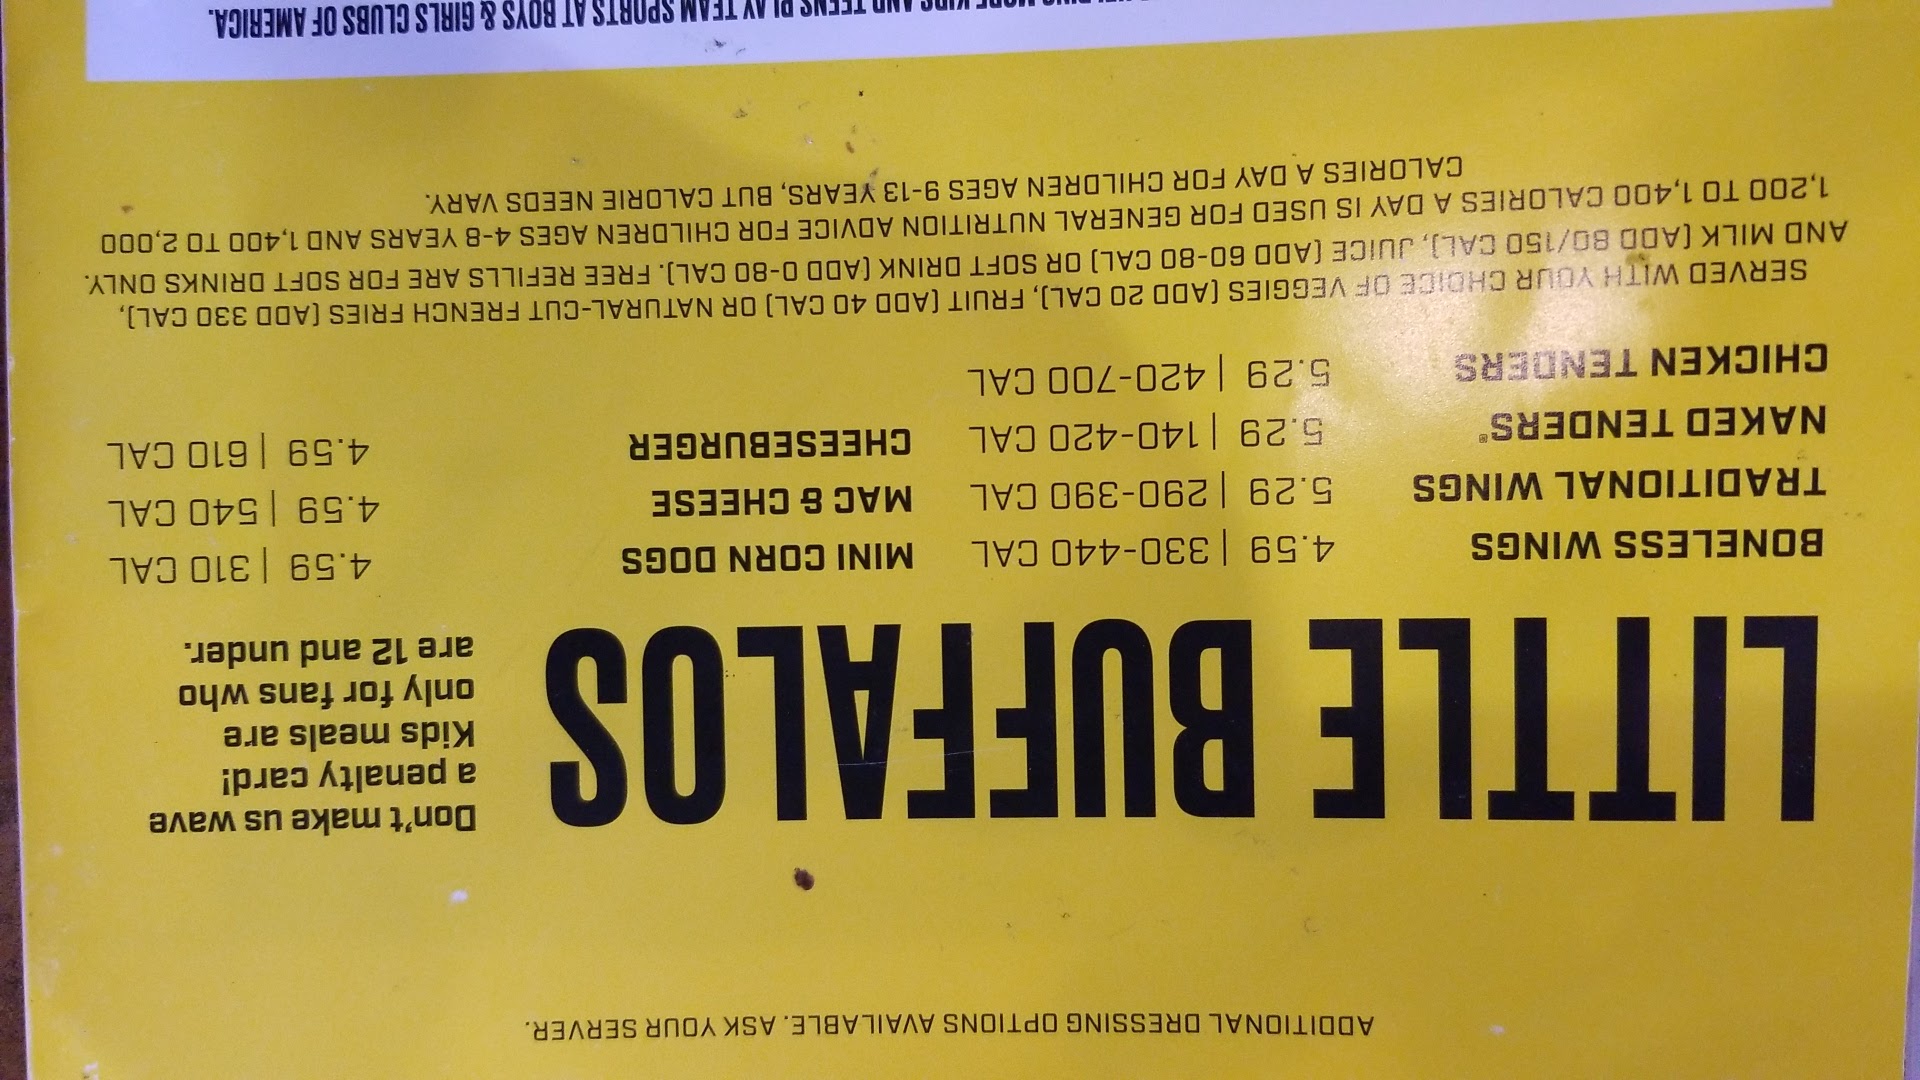 ADDITIONAL DRESSING OPTIONS AVAILABLE. ASK YOUR SERVER.
LITTLE BUFFALOS
Don't make us wave
a penalty card!
Kids meals are
only for fans who
are 12 and under.
BONELESS WINGS 4.59 | 330-440 CAL
TRADITIONAL WINGS 5.29 | 290-390 CAL
NAKED TENDERS® 5.29 | 140-420 CAL
CHICKEN TENDERS 5.29 | 420-700 CAL
MINI CORN DOGS 4.59 | 310 CAL
MAC & CHEESE 4.59 | 540 CAL
CHEESEBURGER 4.59 | 610 CAL
SERVED WITH YOUR CHOICE OF VEGGIES (ADD 20 CAL), FRUIT (ADD 40 CAL) OR NATURAL-CUT FRENCH FRIES (ADD 330 CAL),
AND MILK (ADD 80/150 CAL), JUICE (ADD 60-80 CAL) OR SOFT DRINK (ADD 0-80 CAL). FREE REFILLS ARE FOR SOFT DRINKS ONLY.
1,200 TO 1,400 CALORIES A DAY IS USED FOR GENERAL NUTRITION ADVICE FOR CHILDREN AGES 4-8 YEARS AND 1,400 TO 2,000
CALORIES A DAY FOR CHILDREN AGES 9-13 YEARS, BUT CALORIE NEEDS VARY.
MORE KIDS AND TEENS PLAY TEAM SPORTS AT BOYS & GIRLS CLUBS OF AMERICA.